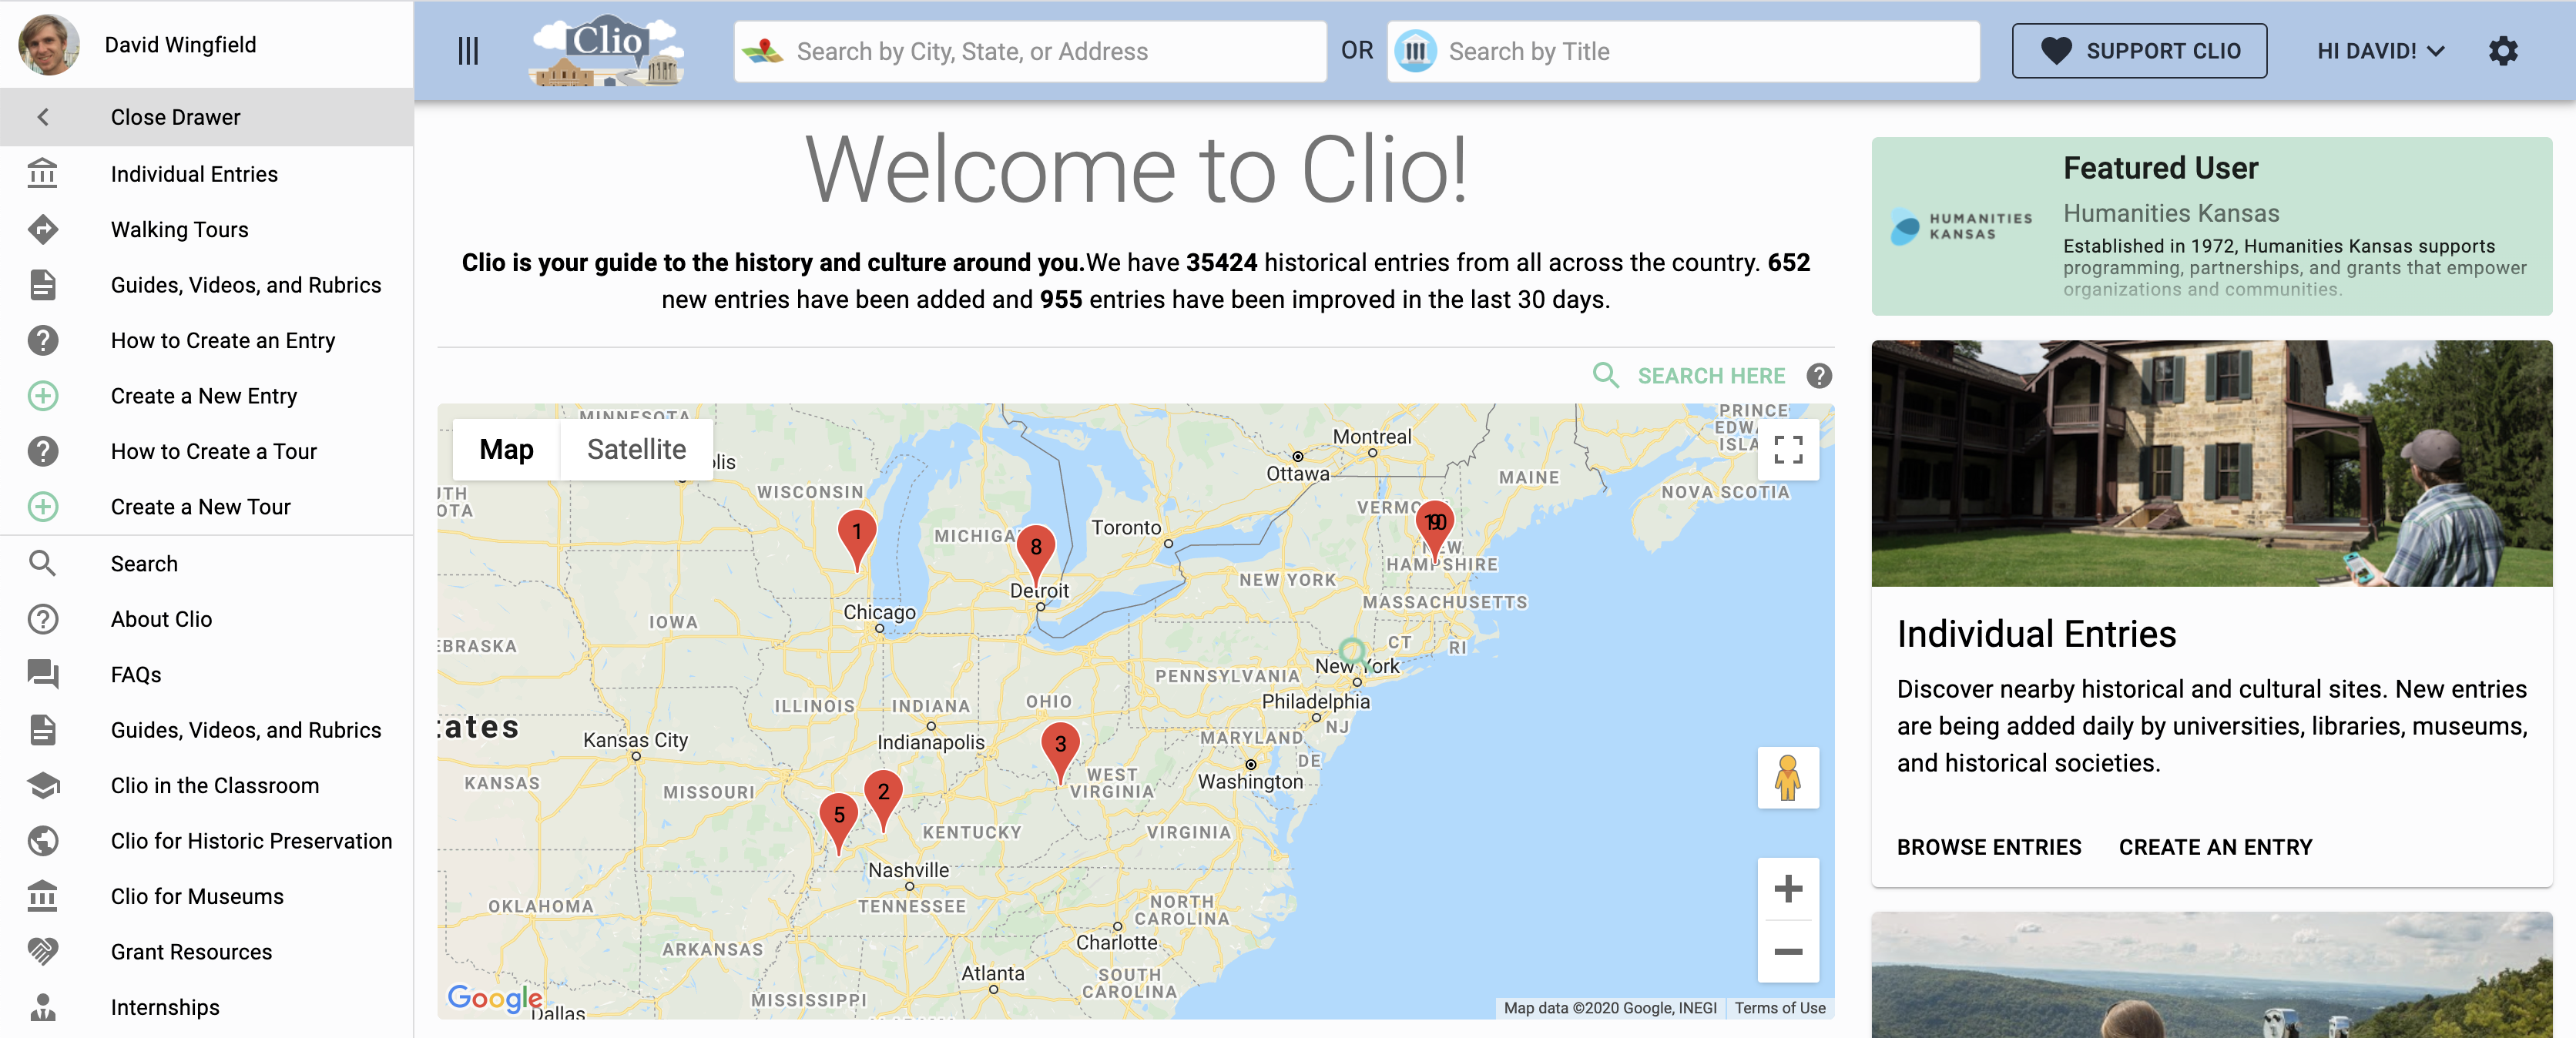 David Wingfield
Close Drawer
Individual Entries
Walking Tours
Guides, Videos, and Rubrics
How to Create an Entry
Create a New Entry
How to Create a Tour
Create a New Tour
Search
About Clio
FAQs
Guides, Videos, and Rubrics
Clio in the Classroom
Clio for Historic Preservation
Clio for Museums
Grant Resources
Internships
Clio
Search by City, State, or Address
OR
Search by Title
SUPPORT CLIO
HI DAVID!
Welcome to Clio!
Clio is your guide to the history and culture around you.We have 35424 historical entries from all across the country. 652
new entries have been added and 955 entries have been improved in the last 30 days.
SEARCH HERE
Map
Satellite
MINNESOTA
WISCONSIN
MICHIGA
Toronto
Ottawa
Montreal
MAINE
PRINCE
NOVA SCOTIA
VERMO
NEW
HAMPSHIRE
NEW YORK
MASSACHUSETTS
CT
RI
1
8
Detroit
Chicago
IOWA
New York
PENNSYLVANIA
Philadelphia
NJ
ILLINOIS
INDIANA
OHIO
Indianapolis
Kansas City
KANSAS
MISSOURI
3
MARYLAND
DE
Washington
WEST
VIRGINIA
2
5
KENTUCKY
VIRGINIA
Nashville
TENNESSEE
OKLAHOMA
ARKANSAS
NORTH
CAROLINA
Charlotte
Atlanta
SOUTH
CAROLINA
MISSISSIPPI
Dallas
Google
Map data ©2020 Google, INEGI
Terms of Use
Featured User
HUMANITIES
KANSAS
Humanities Kansas
Established in 1972, Humanities Kansas supports
programming, partnerships, and grants that empower
organizations and communities.
Individual Entries
Discover nearby historical and cultural sites. New entries
are being added daily by universities, libraries, museums,
and historical societies.
BROWSE ENTRIES
CREATE AN ENTRY